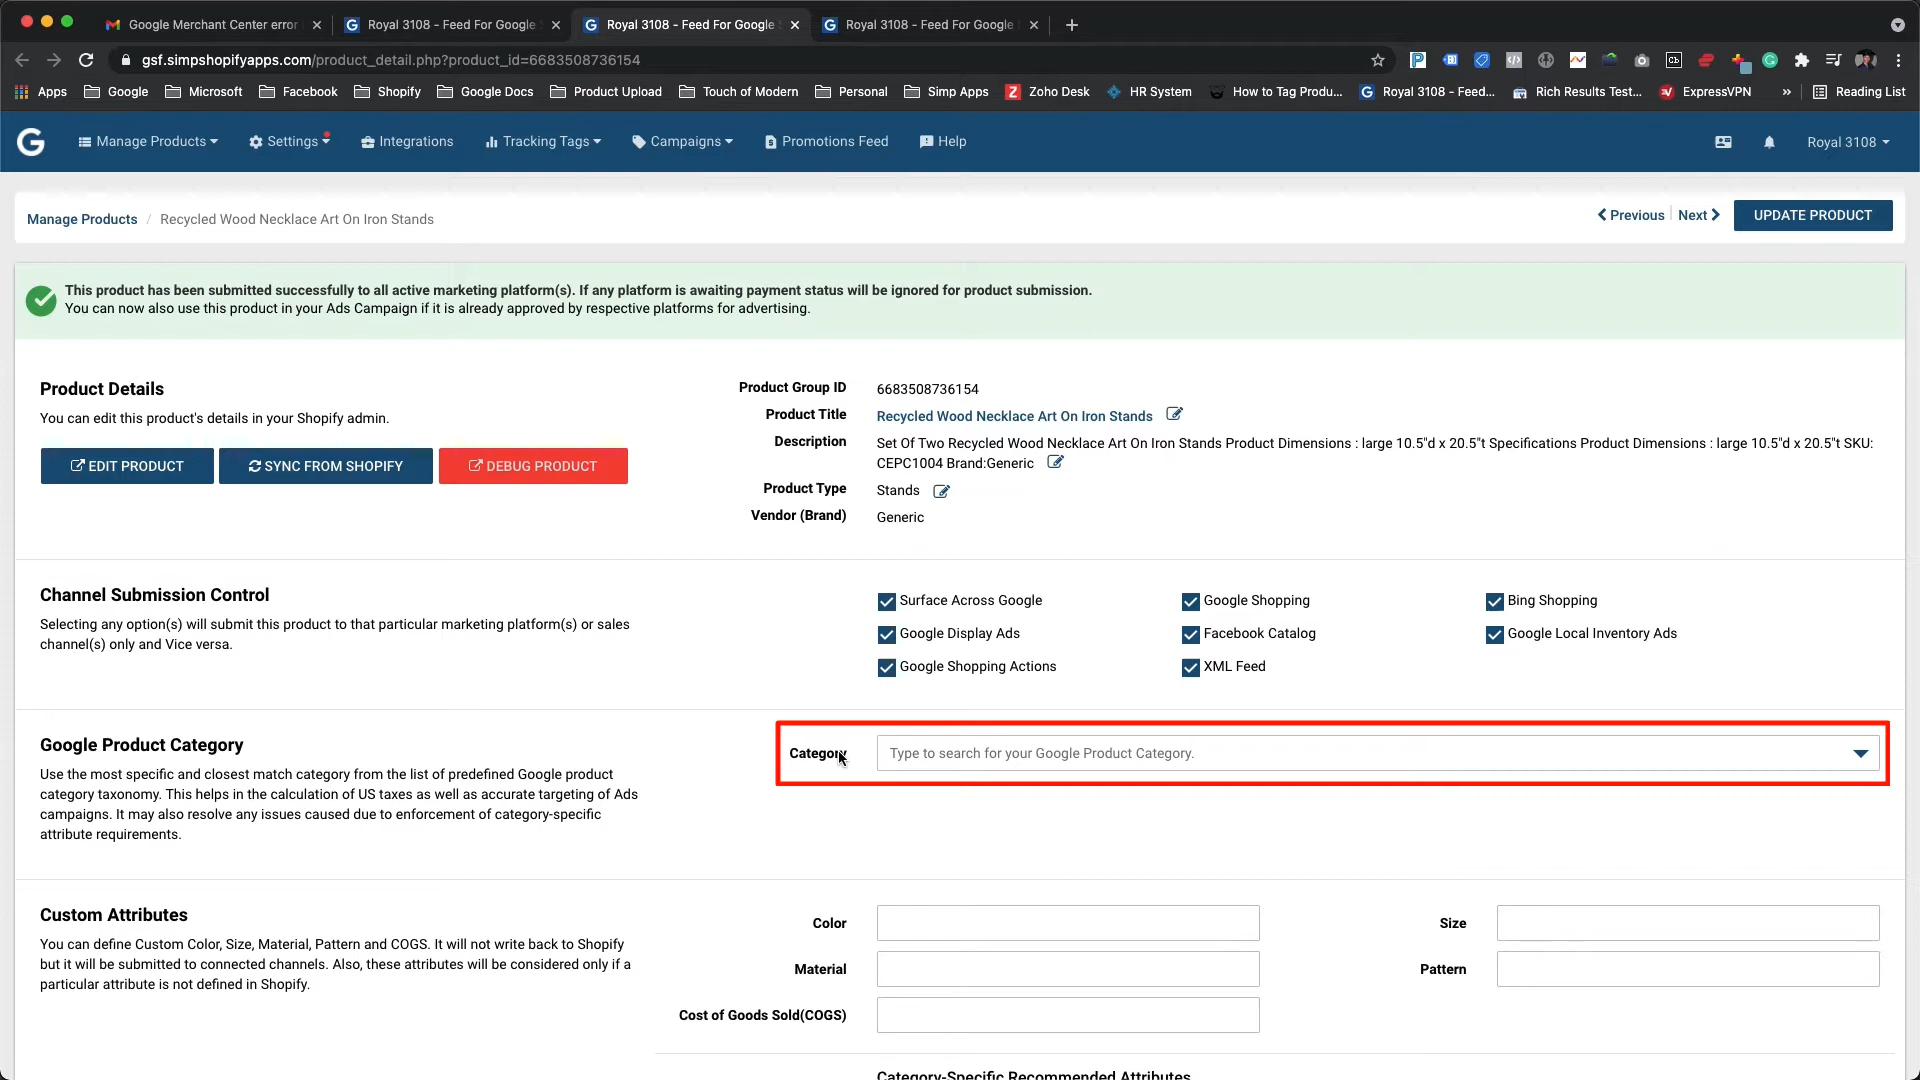 Google Merchant Center error
Royal 3108 - Feed For Google S
Royal 3108 - Feed For Google S
Royal 3108 - Feed For Google
gsf.simpshopifyapps.com/product_detail.php?product_id=6683508736154
Apps Google Microsoft Facebook Shopify Google Docs Product Upload Touch of Modern Personal Simp Apps Zoho Desk HR System How to Tag Produ... Royal 3108 - Feed... Rich Results Test... ExpressVPN » Reading List
Manage Products Settings Integrations Tracking Tags Campaigns Promotions Feed Help Royal 3108
Manage Products / Recycled Wood Necklace Art On Iron Stands
Previous | Next UPDATE PRODUCT
This product has been submitted successfully to all active marketing platform(s). If any platform is awaiting payment status will be ignored for product submission.
You can now also use this product in your Ads Campaign if it is already approved by respective platforms for advertising.
Product Details
You can edit this product's details in your Shopify admin.
EDIT PRODUCT SYNC FROM SHOPIFY DEBUG PRODUCT
Product Group ID 6683508736154
Product Title Recycled Wood Necklace Art On Iron Stands
Description Set Of Two Recycled Wood Necklace Art On Iron Stands Product Dimensions : large 10.5"d x 20.5"t Specifications Product Dimensions : large 10.5"d x 20.5"t SKU:
CEPC1004 Brand:Generic
Product Type Stands
Vendor (Brand) Generic
Channel Submission Control
Selecting any option(s) will submit this product to that particular marketing platform(s) or sales
channel(s) only and Vice versa.
Surface Across Google Google Shopping Bing Shopping
Google Display Ads Facebook Catalog Google Local Inventory Ads
Google Shopping Actions XML Feed
Google Product Category
Use the most specific and closest match category from the list of predefined Google product
category taxonomy. This helps in the calculation of US taxes as well as accurate targeting of Ads
campaigns. It may also resolve any issues caused due to enforcement of category-specific
attribute requirements.
Category Type to search for your Google Product Category.
Custom Attributes
You can define Custom Color, Size, Material, Pattern and COGS. It will not write back to Shopify
but it will be submitted to connected channels. Also, these attributes will be considered only if a
particular attribute is not defined in Shopify.
Color Size
Material Pattern
Cost of Goods Sold(COGS)
Category-Specific Recommended Attributes